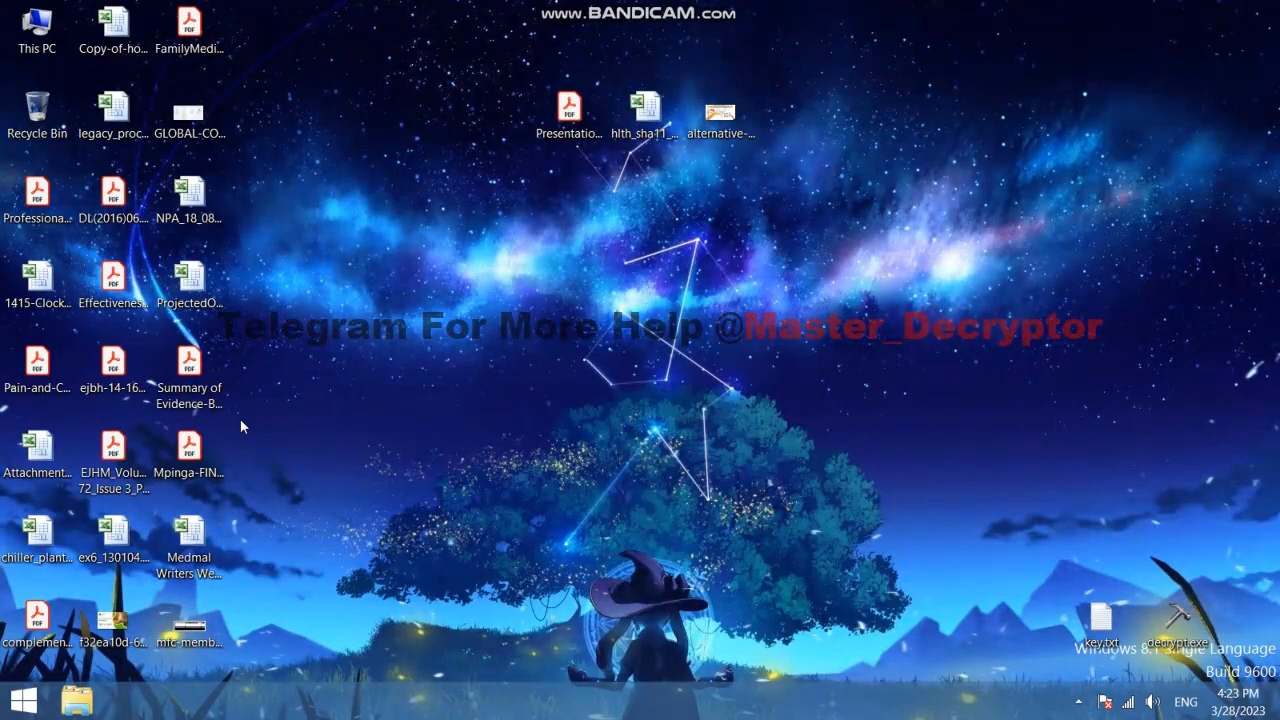 www.BANDICAM.com
This PC
Copy-of-ho...
FamilyMedi...
Recycle Bin
legacy_proc...
GLOBAL-CO...
Presentatio...
hlth_sha11_...
alternative-...
Professiona...
DL(2016)06....
NPA_18_08...
1415-Clock...
Effectivenes...
ProjectedO...
Telegram For More Help @Master_Decryptor
Pain-and-C...
ejbh-14-16...
Summary of
Evidence-B...
Attachment...
EJHM_Volu...
72_Issue 3_P...
Mpinga-FIN...
chiller_plant...
ex6_130104....
Medmal
Writers We...
complemen...
f32ea10d-6...
mfc-memb...
key.txt
decrypt.exe
Windows 8.1 Single Language
Build 9600
ENG
4:23 PM
3/28/2023